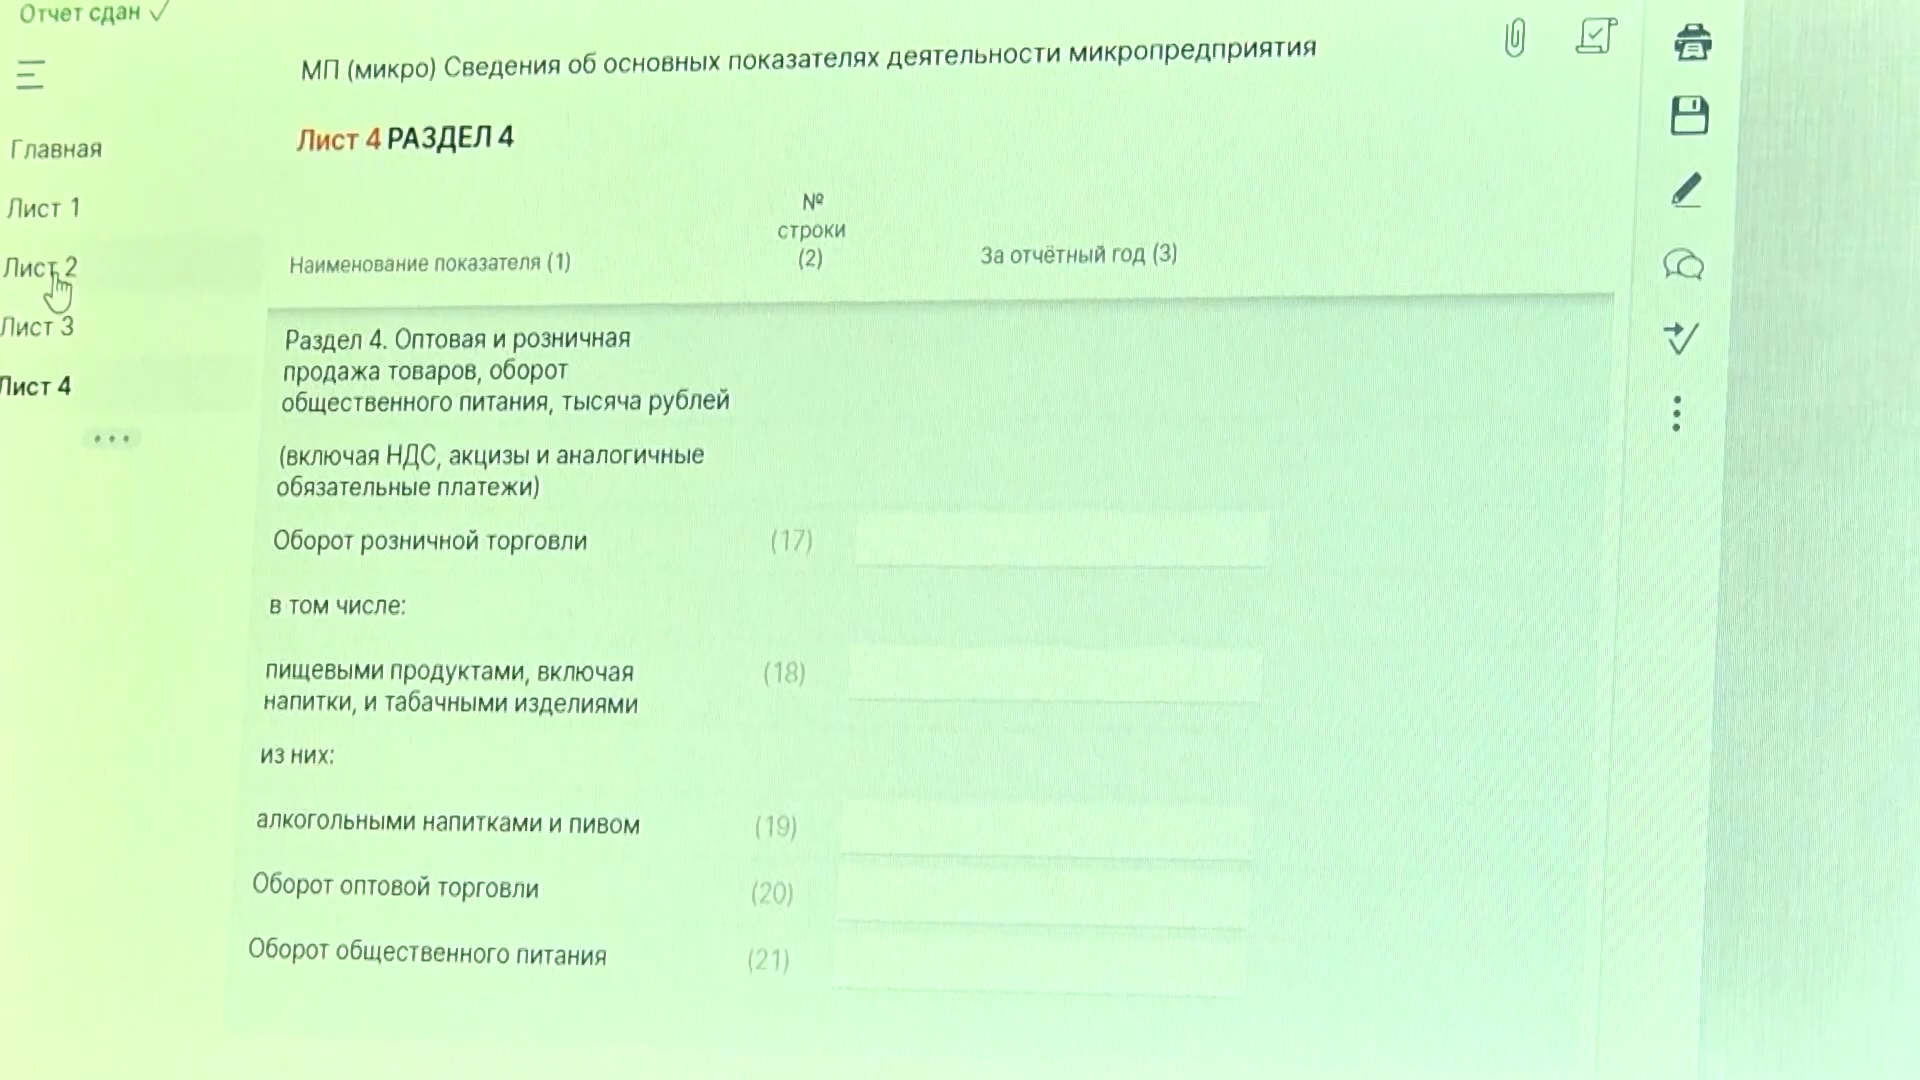 Отчет сдан
МП (микро) Сведения об основных показателях деятельности микропредприятия
Главная
Лист 1
Лист 2
Лист 3
Лист 4
Лист 4 РАЗДЕЛ 4
Наименование показателя (1)
№
строки
(2)
За отчётный год (3)
Раздел 4. Оптовая и розничная
продажа товаров, оборот
общественного питания, тысяча рублей
(включая НДС, акцизы и аналогичные
обязательные платежи)
Оборот розничной торговли (17)
в том числе:
пищевыми продуктами, включая (18)
напитки, и табачными изделиями
из них:
алкогольными напитками и пивом (19)
Оборот оптовой торговли (20)
Оборот общественного питания (21)